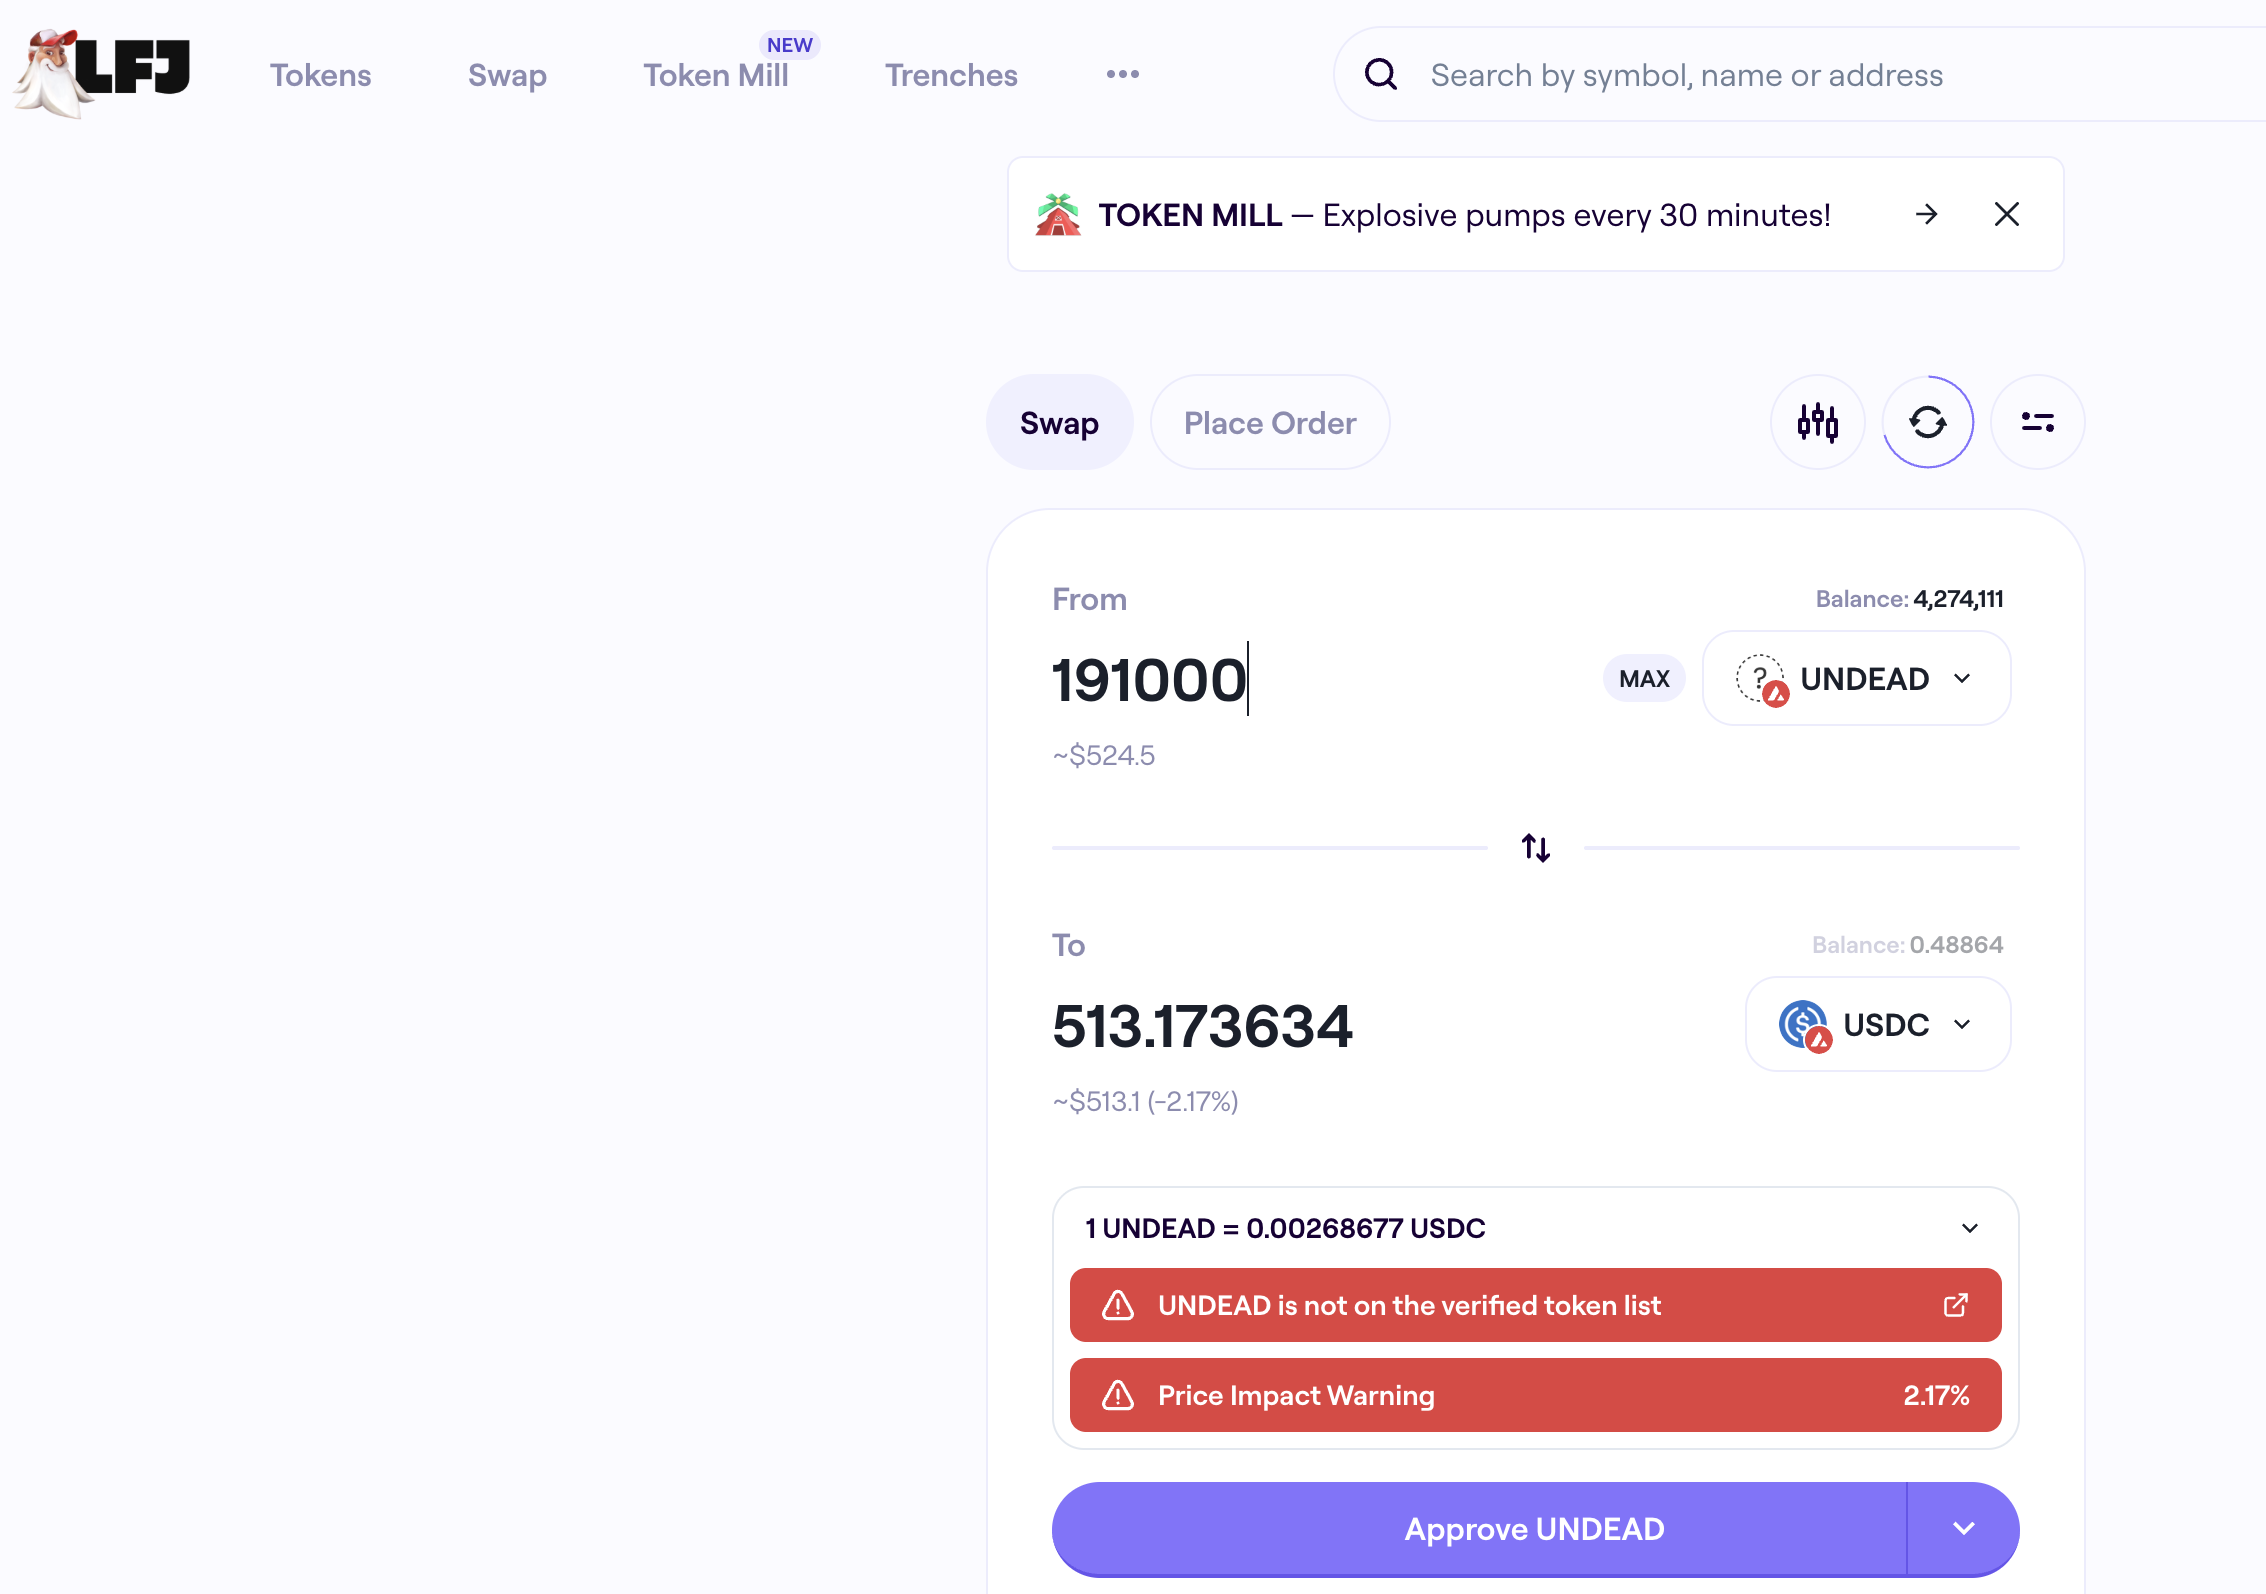 LFJ
Tokens
Swap
Token Mill
NEW
Trenches
Search by symbol, name or address
TOKEN MILL — Explosive pumps every 30 minutes!
Swap
Place Order
From
Balance: 4,274,111
191000
MAX
? UNDEAD
~$524.5
To
Balance: 0.48864
513.173634
USDC
~$513.1 (-2.17%)
1 UNDEAD = 0.00268677 USDC
UNDEAD is not on the verified token list
Price Impact Warning
2.17%
Approve UNDEAD